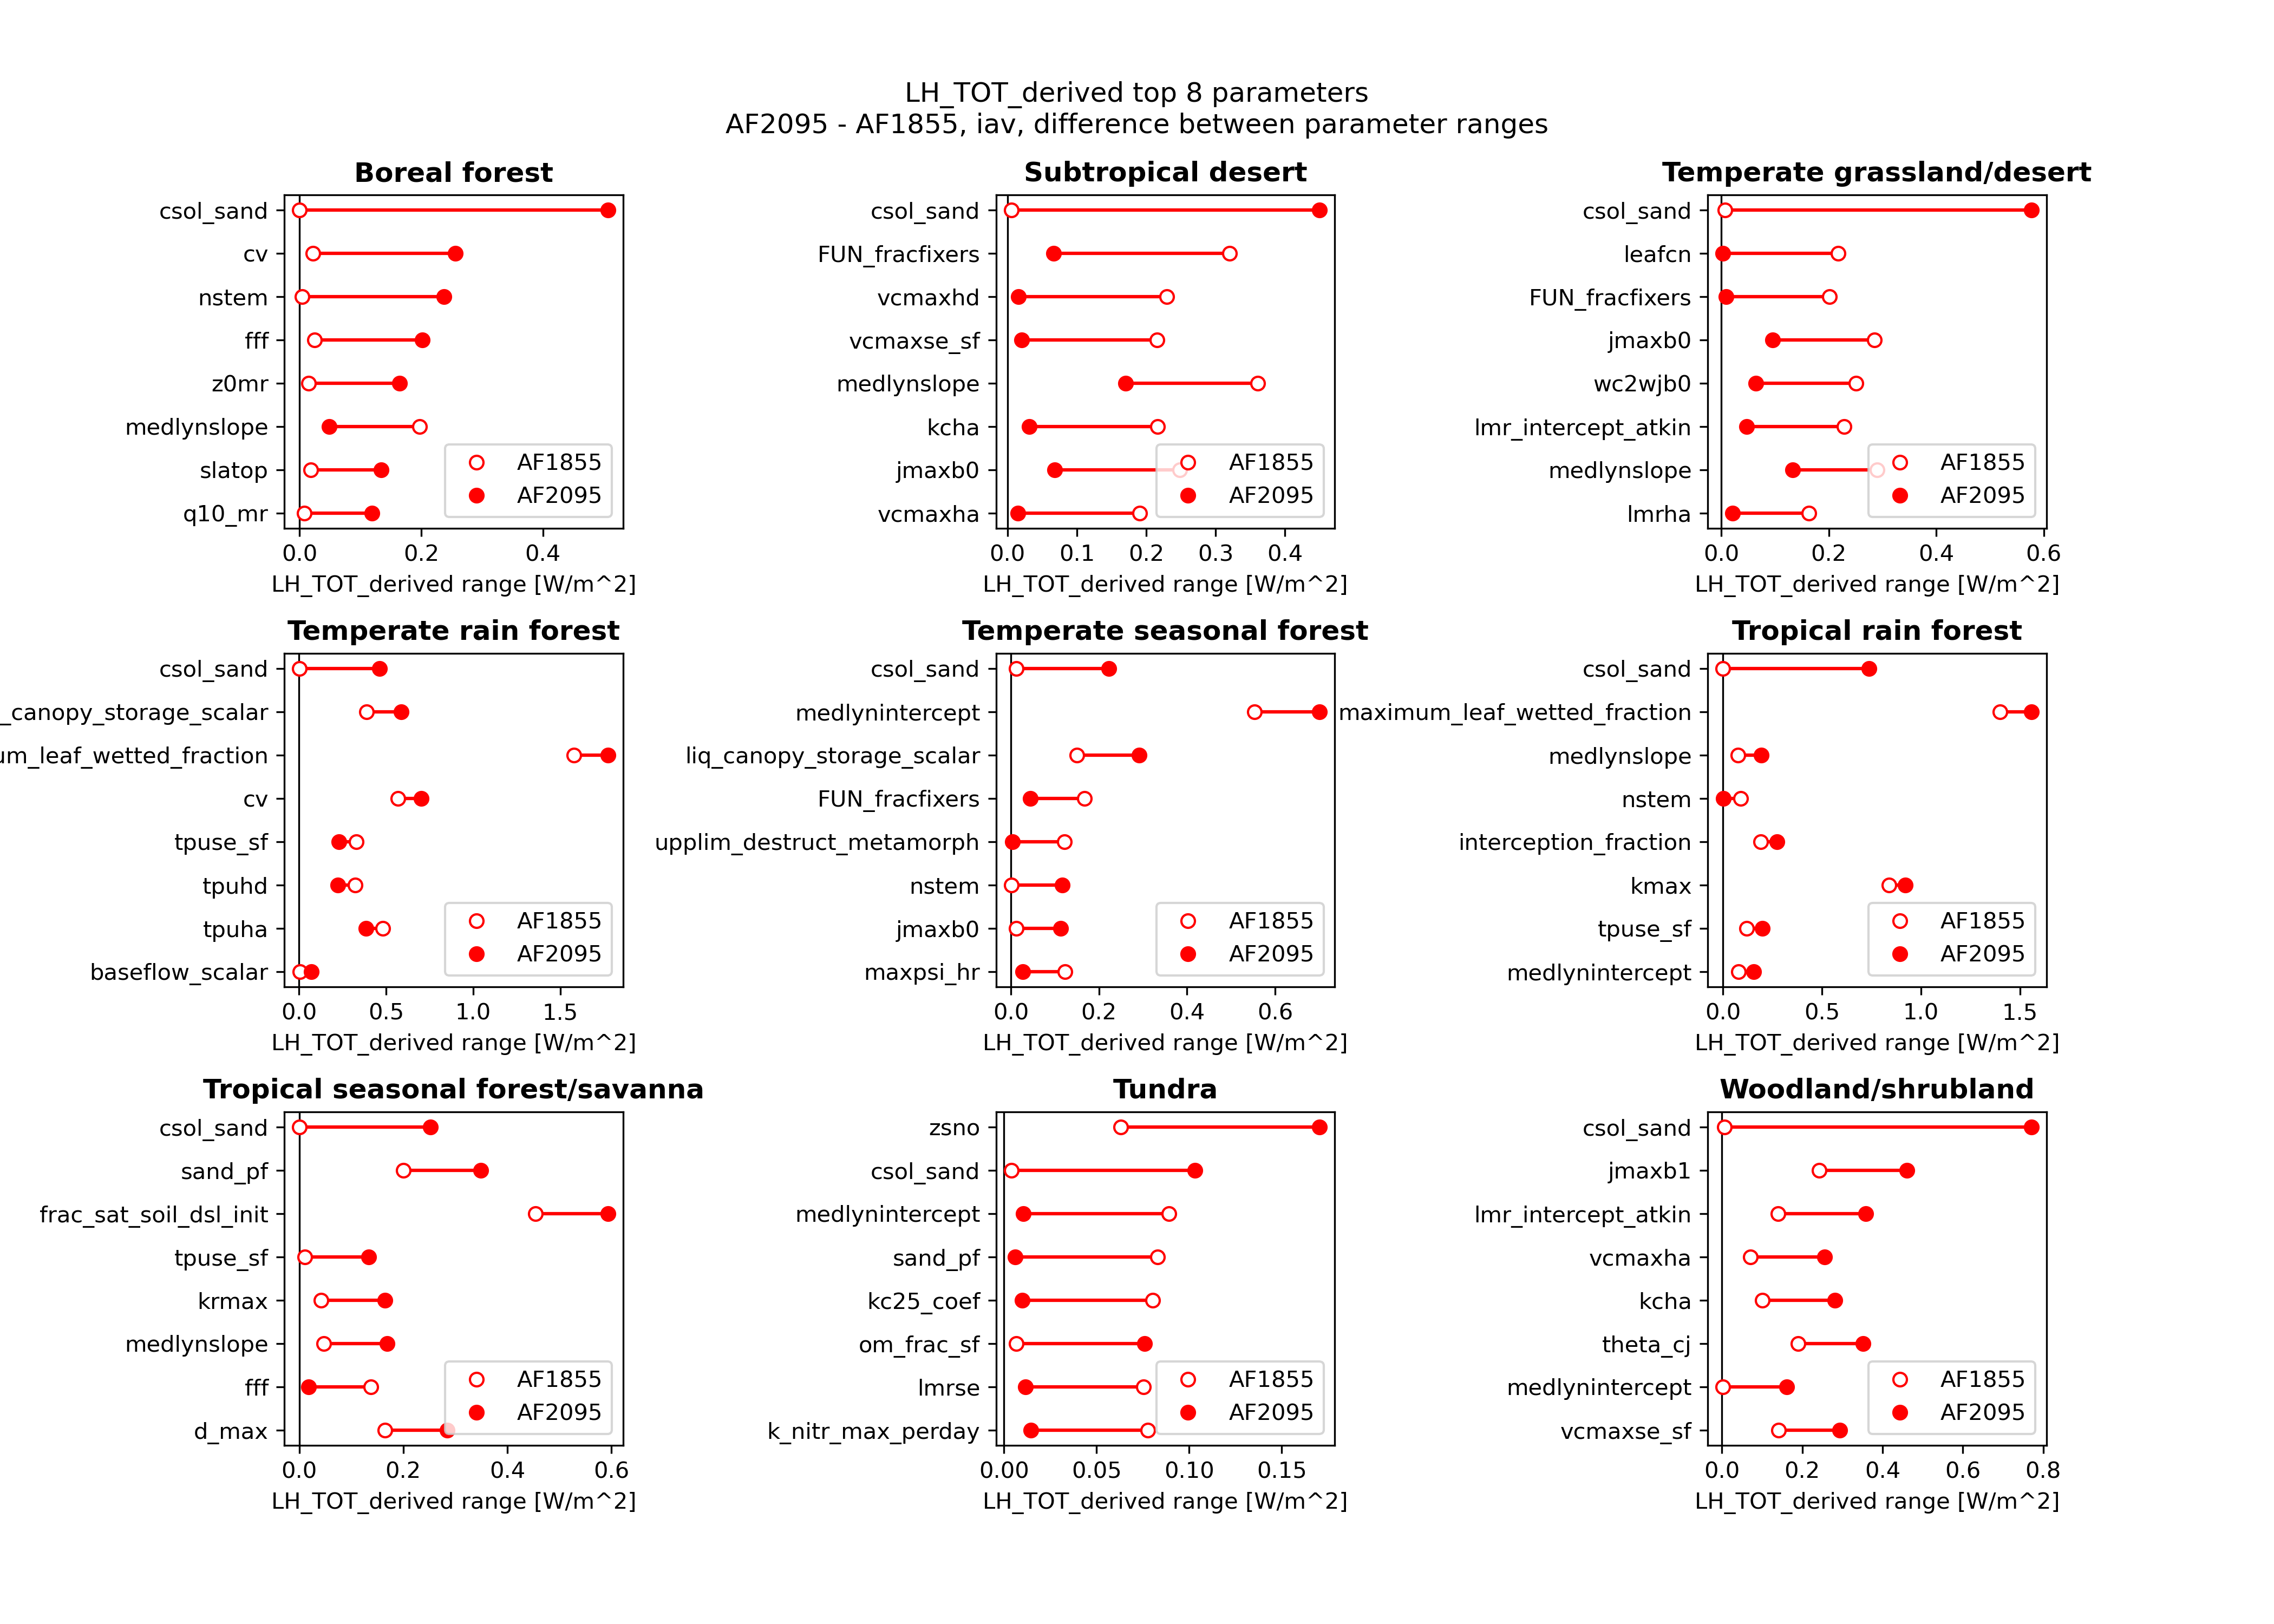 LH_TOT_derived top 8 parameters
AF2095 - AF1855, iav, difference between parameter ranges
Boreal forest
csol_sand
cv
nstem
fff
z0mr
medlynslope
slatop
q10_mr
AF1855
AF2095
0.0 0.2 0.4
LH_TOT_derived range [W/m^2]
Subtropical desert
csol_sand
FUN_fracfixers
vcmaxhd
vcmaxse_sf
medlynslope
kcha
jmaxb0
vcmaxha
AF1855
AF2095
0.0 0.1 0.2 0.3 0.4
LH_TOT_derived range [W/m^2]
Temperate grassland/desert
csol_sand
leafcn
FUN_fracfixers
jmaxb0
wc2wjb0
lmr_intercept_atkin
medlynslope
lmrha
AF1855
AF2095
0.0 0.2 0.4 0.6
LH_TOT_derived range [W/m^2]
Temperate rain forest
csol_sand
_canopy_storage_scalar
um_leaf_wetted_fraction
cv
tpuse_sf
tpuhd
tpuha
baseflow_scalar
AF1855
AF2095
0.0 0.5 1.0 1.5
LH_TOT_derived range [W/m^2]
Temperate seasonal forest
csol_sand
medlynintercept
liq_canopy_storage_scalar
FUN_fracfixers
upplim_destruct_metamorph
nstem
jmaxb0
maxpsi_hr
AF1855
AF2095
0.0 0.2 0.4 0.6
LH_TOT_derived range [W/m^2]
Tropical rain forest
csol_sand
maximum_leaf_wetted_fraction
medlynslope
nstem
interception_fraction
kmax
tpuse_sf
medlynintercept
AF1855
AF2095
0.0 0.5 1.0 1.5
LH_TOT_derived range [W/m^2]
Tropical seasonal forest/savanna
csol_sand
sand_pf
frac_sat_soil_dsl_init
tpuse_sf
krmax
medlynslope
fff
d_max
AF1855
AF2095
0.0 0.2 0.4 0.6
LH_TOT_derived range [W/m^2]
Tundra
zsno
csol_sand
medlynintercept
sand_pf
kc25_coef
om_frac_sf
lmrse
k_nitr_max_perday
AF1855
AF2095
0.00 0.05 0.10 0.15
LH_TOT_derived range [W/m^2]
Woodland/shrubland
csol_sand
jmaxb1
lmr_intercept_atkin
vcmaxha
kcha
theta_cj
medlynintercept
vcmaxse_sf
AF1855
AF2095
0.0 0.2 0.4 0.6 0.8
LH_TOT_derived range [W/m^2]